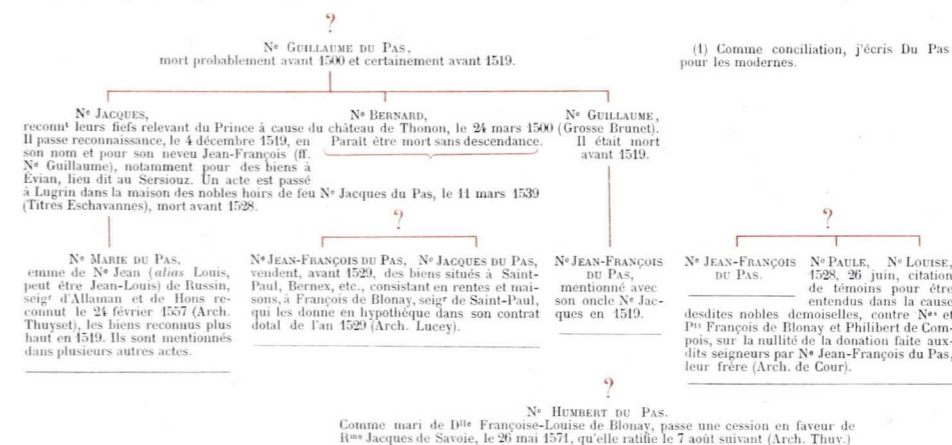 ?
Nᵉ GUILLAUME DU PAS,
mort probablement avant 1500 et certainement avant 1519.
(1) Comme conciliation, j'écris Du Pas
pour les modernes.
Nᵉ JACQUES,
Nᵉ BERNARD,
Nᵉ GUILLAUME,
reconnᵗ leurs fiefs relevant du Prince à cause du château de Thonon, le 24 mars 1500 (Grosse Brunet).
Il passe reconnaissance, le 4 décembre 1519, en
son nom et pour son neveu Jean-François (ff.
Nᵉ Guillaume), notamment pour des biens à
Évian, lieu dit au Sersiouz. Un acte est passé
à Lugrin dans la maison des nobles hoirs de feu Nᵉ Jacques du Pas, le 11 mars 1539
(Titres Eschavannes), mort avant 1528.
Paraît être mort sans descendance.
Il était mort
avant 1519.
Nᵉ MARIE DU PAS,
emme de Nᵉ Jean (alias Louis,
peut être Jean-Louis) de Russin,
seigʳ d'Allaman et de Hons re-
connut le 24 février 1557 (Arch.
Thuyset), les biens reconnus plus
haut en 1519. Ils sont mentionnés
dans plusieurs autres actes.
?
Nᵉ JEAN-FRANÇOIS DU PAS, Nᵉ JACQUES DU PAS,
vendent, avant 1529, des biens situés à Saint-
Paul, Bernex, etc., consistant en rentes et mai-
sons, à François de Blonay, seigʳ de Saint-Paul,
qui les donne en hypothèque dans son contrat
dotal de l'an 1529 (Arch. Lucey).
Nᵉ JEAN-FRANÇOIS
DU PAS,
mentionné avec
son oncle Nᵉ Jac-
ques en 1519.
?
Nᵉ JEAN-FRANÇOIS
DU PAS.
Nᵉ PAULE, Nᵉ LOUISE,
1528, 26 juin, citation
de témoins pour être
entendus dans la cause
desdites nobles demoiselles, contre Nᵉˢ et
Pᵗˢ François de Blonay et Philibert de Com-
pois, sur la nullité de la donation faite aux-
dits seigneurs par Nᵉ Jean-François du Pas,
leur frère (Arch. de Cour).
?
Nᵉ HUMBERT DU PAS.
Comme mari de Dˡˡᵉ Françoise-Louise de Blonay, passe une cession en faveur de
Rᵐᵉ Jacques de Savoie, le 26 mai 1571, qu'elle ratifie le 7 août suivant (Arch. Thuy.)